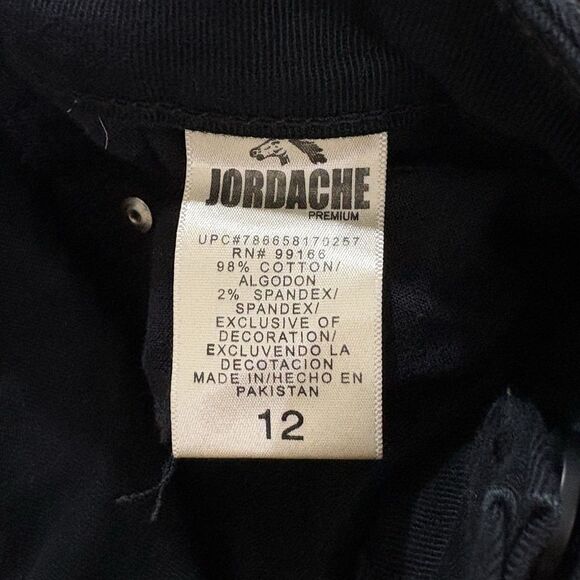 JORDACHE
PREMIUM
UPC#786658170257
RN# 99166
98% COTTON/
ALGODON
2% SPANDEX/
SPANDEX/
EXCLUSIVE OF
DECORATION/
EXCLUVENDO LA
DECOTACION
MADE IN/HECHO EN
PAKISTAN
12